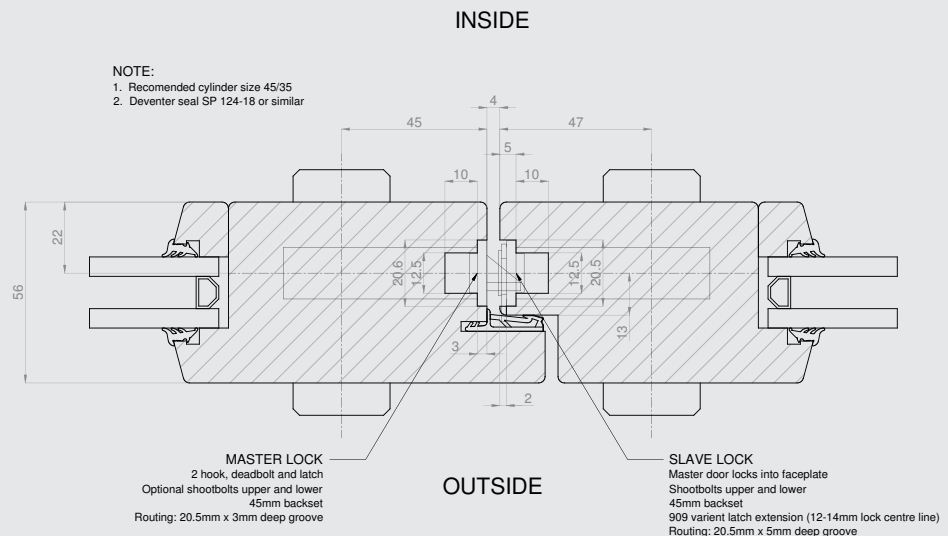 INSIDE
NOTE:
1. Recomended cylinder size 45/35
2. Deventer seal SP 124-18 or similar
4
45
47
5
10
10
22
56
20.6
12.5
12.5
20.5
13
3
2
MASTER LOCK
2 hook, deadbolt and latch
Optional shootbolts upper and lower
45mm backset
Routing: 20.5mm x 3mm deep groove
OUTSIDE
SLAVE LOCK
Master door locks into faceplate
Shootbolts upper and lower
45mm backset
909 varient latch extension (12-14mm lock centre line)
Routing: 20.5mm x 5mm deep groove